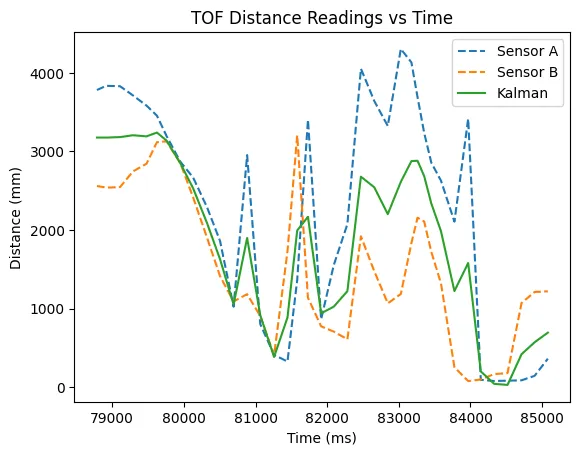 TOF Distance Readings vs Time
Sensor A
Sensor B
Kalman
Distance (mm)
4000
3000
2000
1000
0
79000 80000 81000 82000 83000 84000 85000
Time (ms)